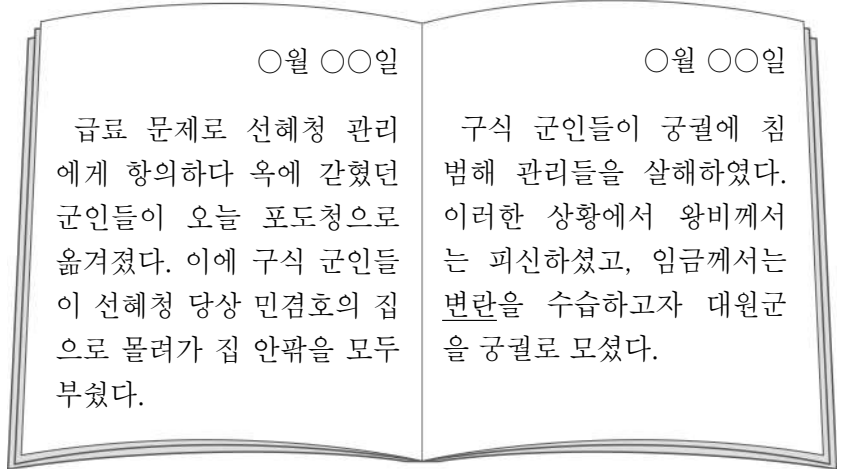 ○월 ○○일
급료 문제로 선혜청 관리
에게 항의하다 옥에 갇혔던
군인들이 오늘 포도청으로
옮겨졌다. 이에 구식 군인들
이 선혜청 당상 민겸호의 집
으로 몰려가 집 안팎을 모두
부쉈다.
○월 ○○일
구식 군인들이 궁궐에 침
범해 관리들을 살해하였다.
이러한 상황에서 왕비께서
는 피신하셨고, 임금께서는
변란을 수습하고자 대원군
을 궁궐로 모셨다.